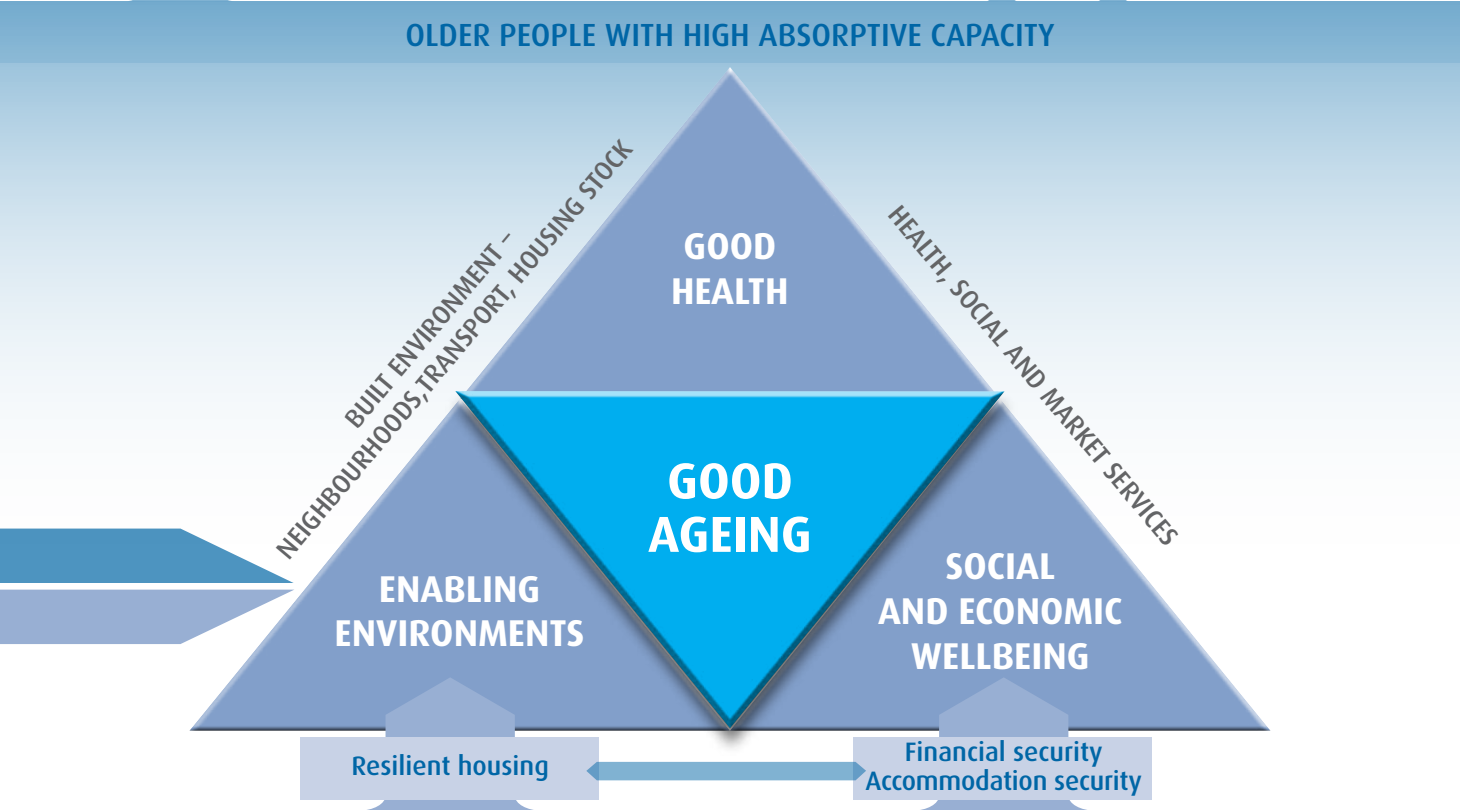 OLDER PEOPLE WITH HIGH ABSORPTIVE CAPACITY
BUILT ENVIRONMENT –
NEIGHBOURHOODS,TRANSPORT, HOUSING STOCK
HEALTH, SOCIAL AND MARKET SERVICES
GOOD
HEALTH
GOOD
AGEING
ENABLING
ENVIRONMENTS
SOCIAL
AND ECONOMIC
WELLBEING
Resilient housing
Financial security
Accommodation security